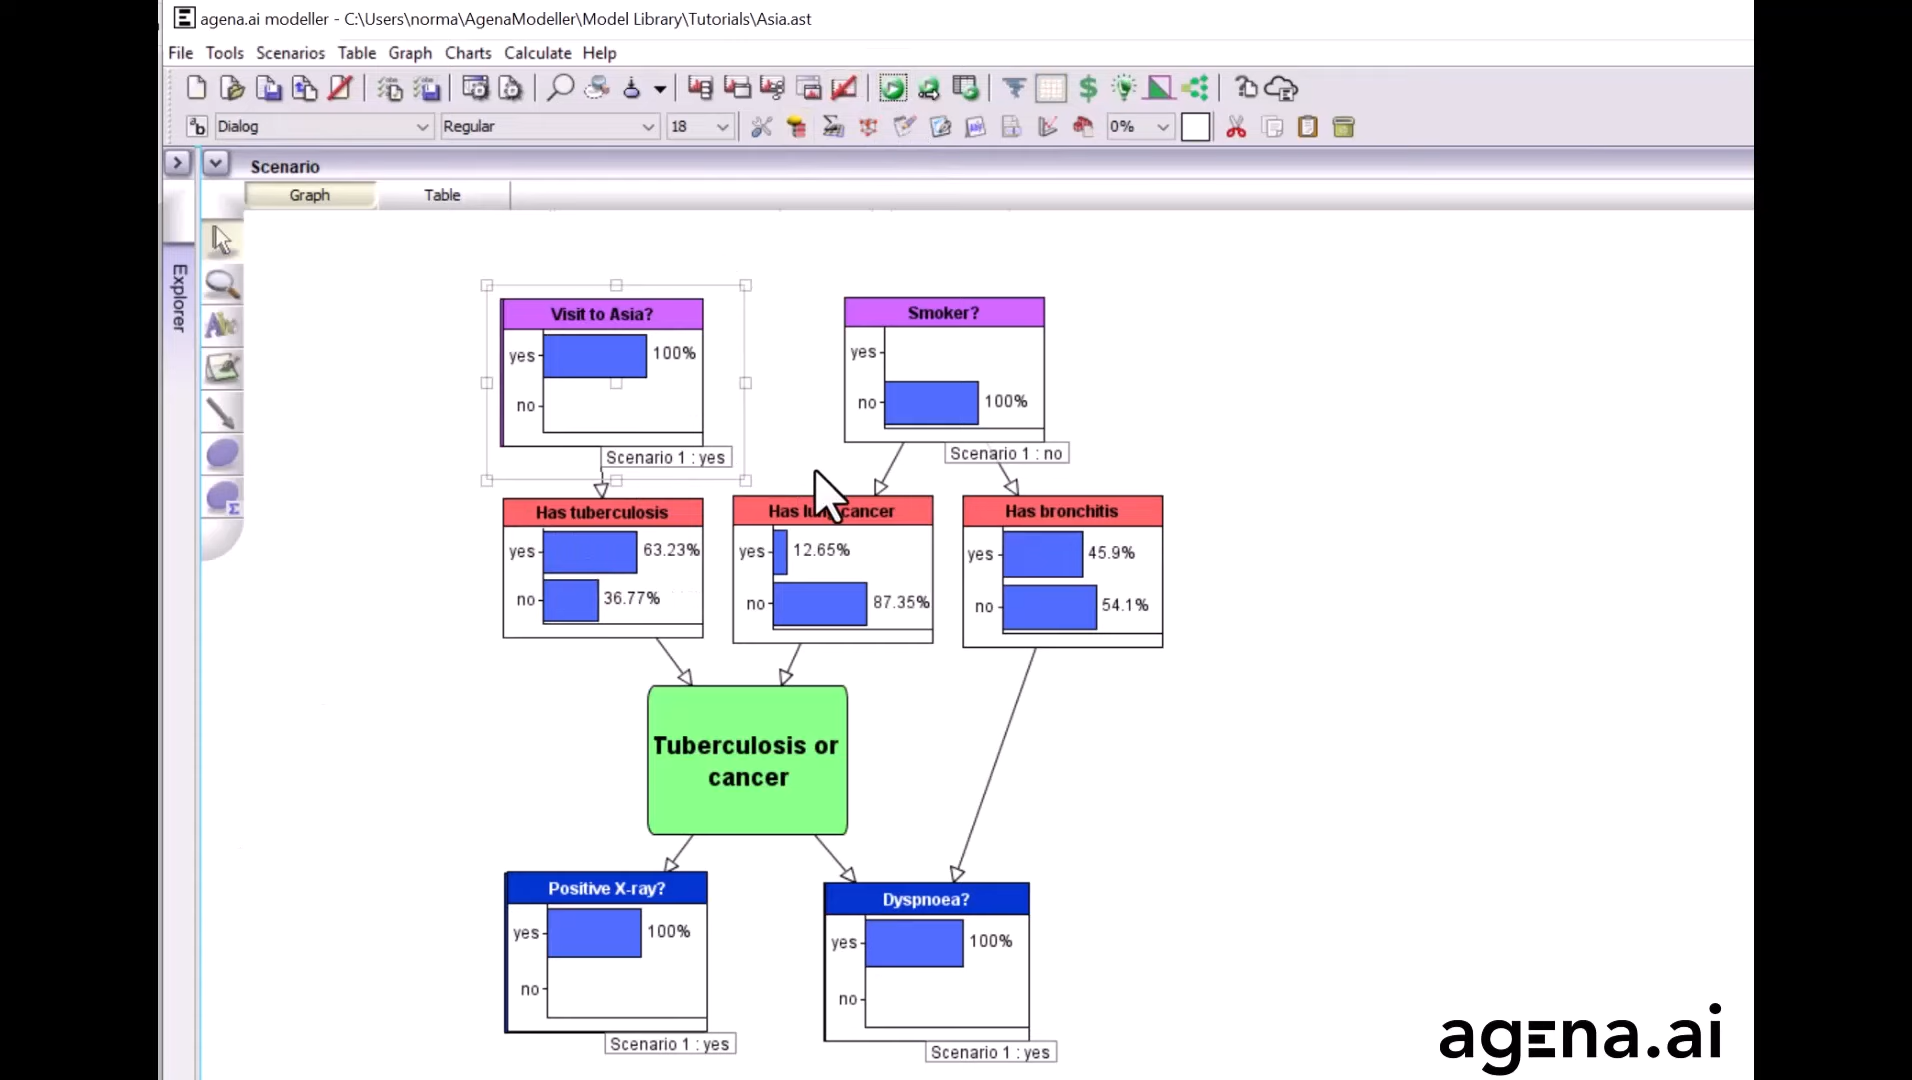 agena.ai modeller - C:\Users\norma\AgenaModeller\Model Library\Tutorials\Asia.ast
File Tools Scenarios Table Graph Charts Calculate Help
Dialog Regular 18 0%
Scenario
Graph Table
Explorer
Visit to Asia?
yes 100%
no
Scenario 1 : yes
Smoker?
yes
no 100%
Scenario 1 : no
Has tuberculosis
yes 63.23%
no 36.77%
Has lung cancer
yes 12.65%
no 87.35%
Has bronchitis
yes 45.9%
no 54.1%
Tuberculosis or
cancer
Positive X-ray?
yes 100%
no
Scenario 1 : yes
Dyspnoea?
yes 100%
no
Scenario 1 : yes
agena.ai